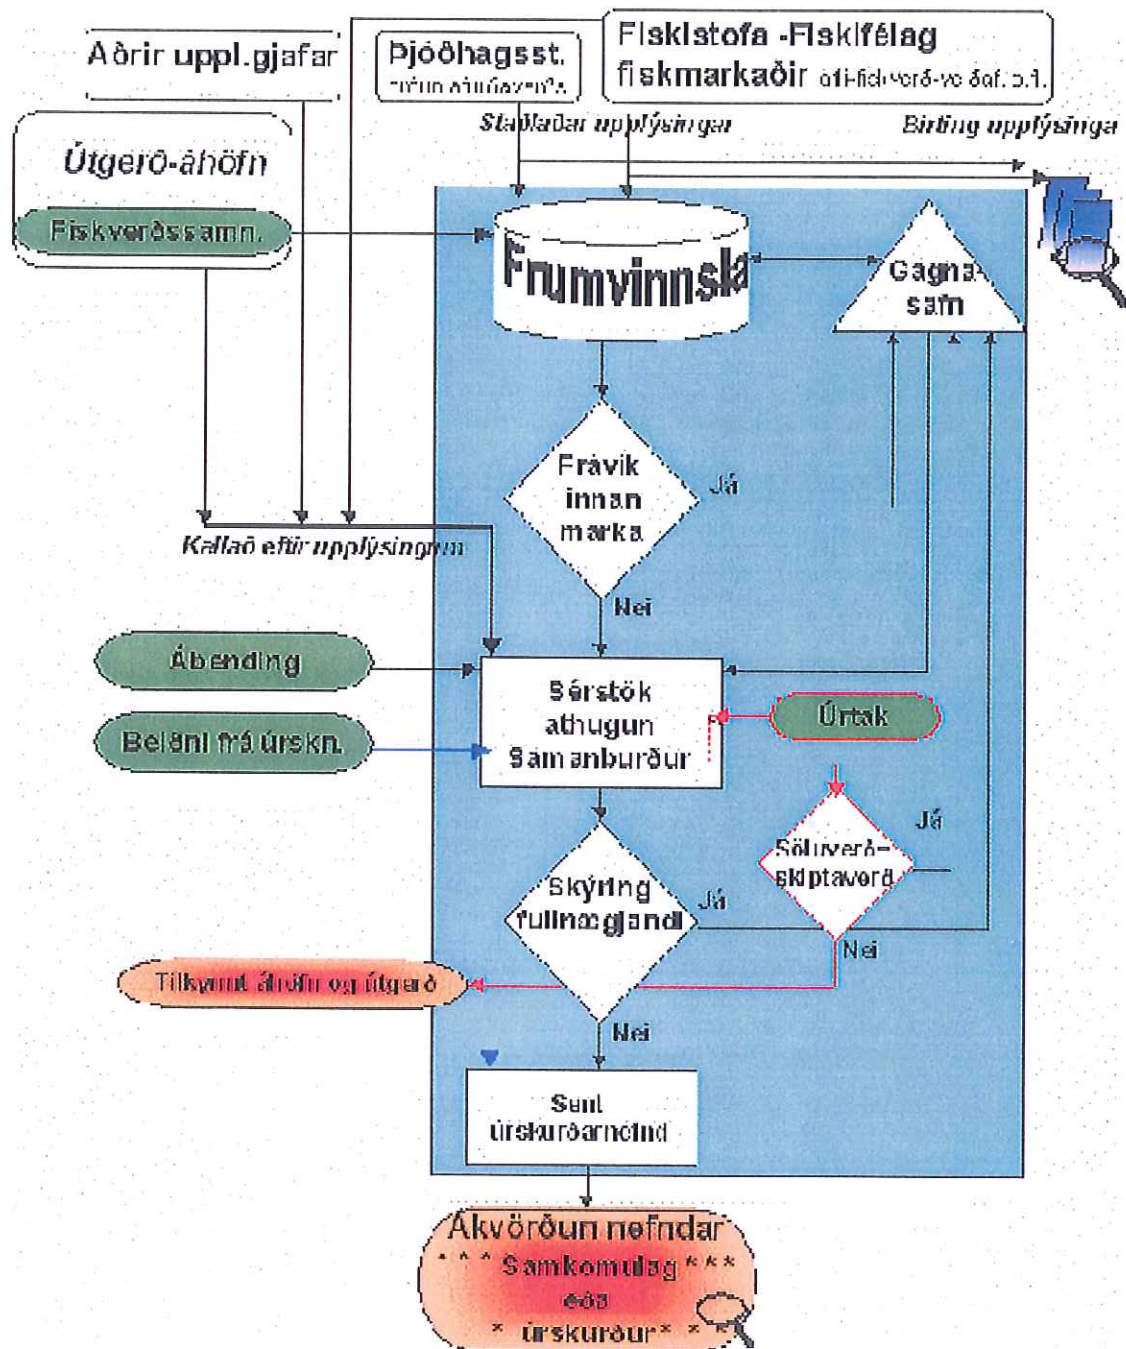 Aðrir uppl.gjafar
Þjóðhagsst.
Fiskistofa -Fiskifélag
fiskmarkaðir
Staðlaðar upplýsingar
Birting upplýsinga
Útgerð-áhöfn
Fiskverðssamn.
Frumvinnsla
Gagna
safn
Frávik
innan
marka
Já
Nei
Kallað eftir upplýsingum
Ábending
Beiðni frá úrskn.
Sérstök
athugun
Samanburður
Úrtak
Söluverð-
skiptaverð
Já
Nei
Skýring
fullnægjandi
Já
Nei
Tilkynnt áhöfn og útgerð
Sent
úrskurðarnefnd
Ákvörðun nefndar
* * * Samkomulag * * *
eða
* úrskurður* * *